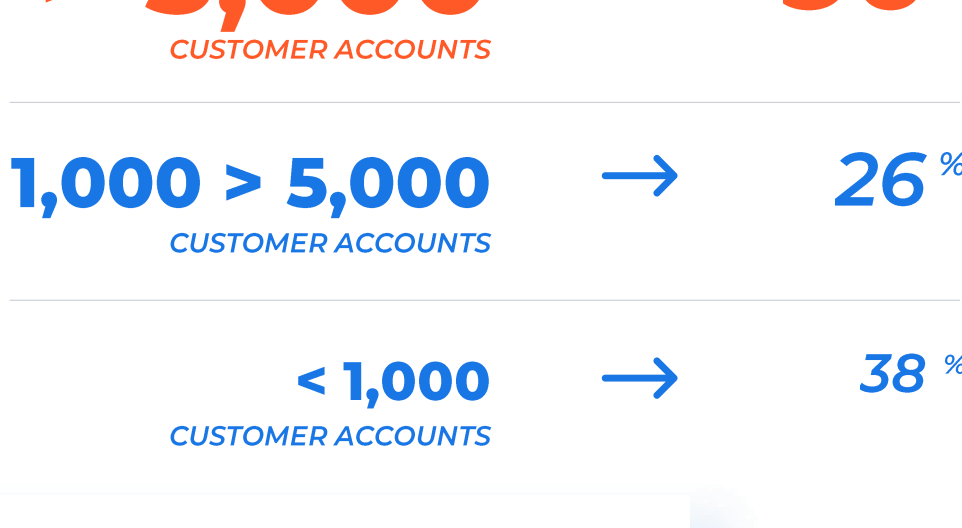 CUSTOMER ACCOUNTS
1,000 > 5,000 → 26 %
CUSTOMER ACCOUNTS
< 1,000 → 38 %
CUSTOMER ACCOUNTS